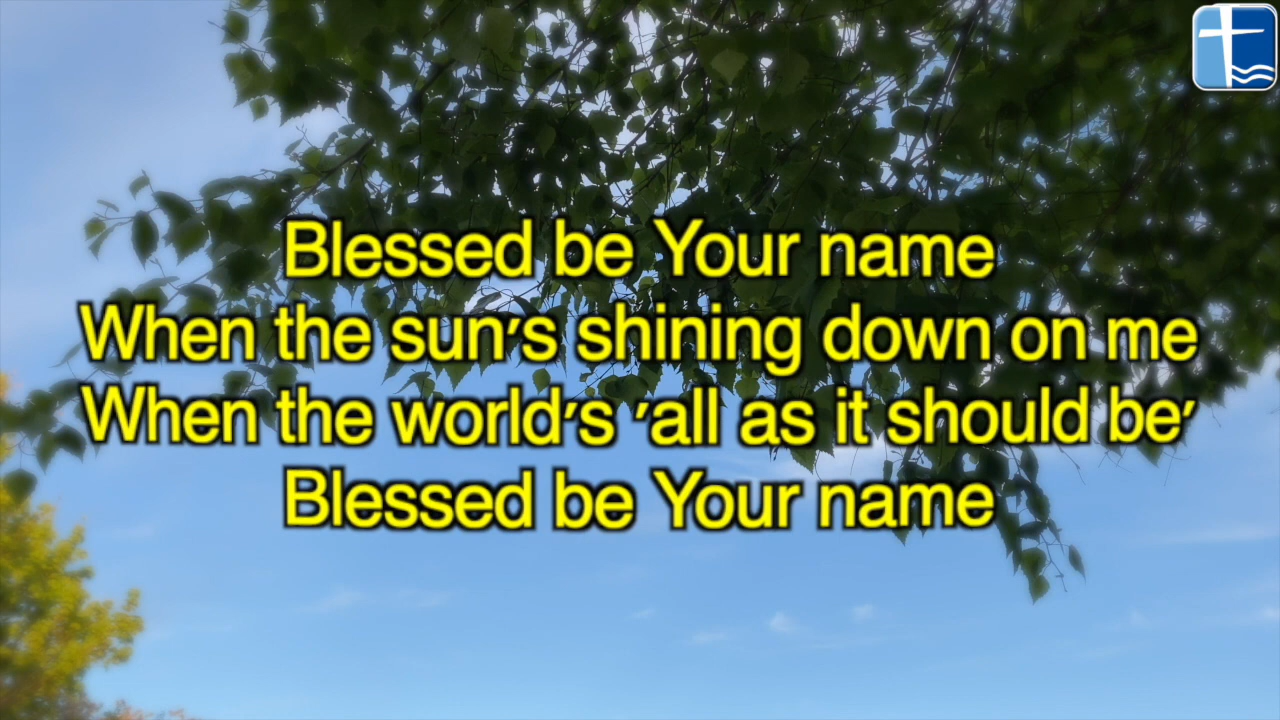 Blessed be Your name
When the sun's shining down on me
When the world's 'all as it should be'
Blessed be Your name